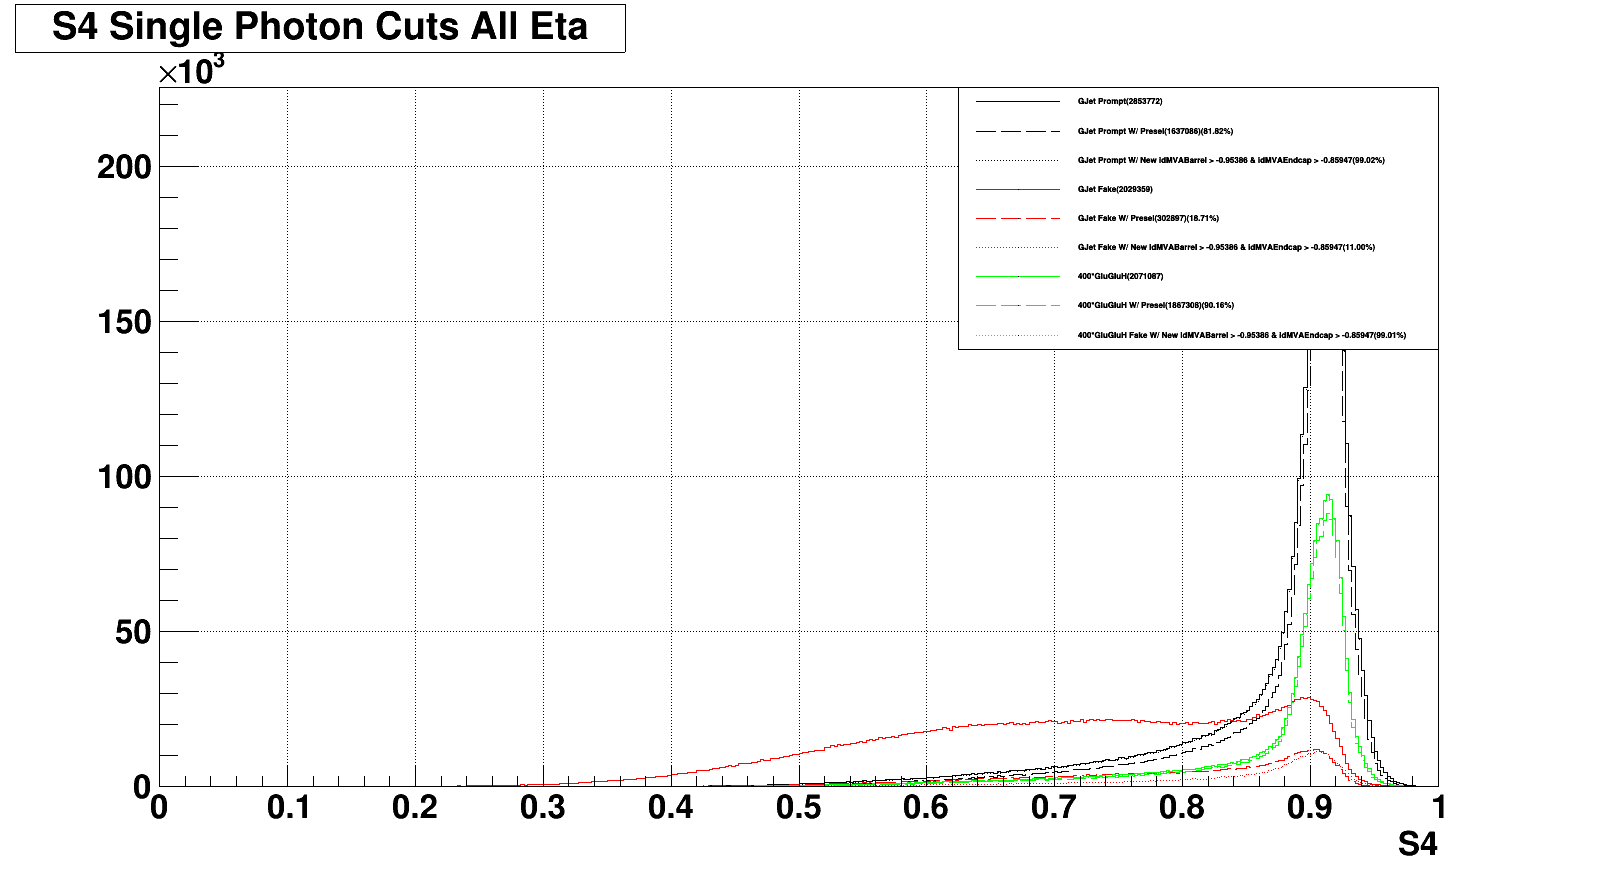 S4 Single Photon Cuts All Eta
×10³
GJet Prompt(2853772)
GJet Prompt W/ Presel(1637086)(81.82%)
GJet Prompt W/ New idMVABarrel > -0.95386 & idMVAEndcap > -0.85947(99.02%)
GJet Fake(2029359)
GJet Fake W/ Presel(302897)(18.71%)
GJet Fake W/ New idMVABarrel > -0.95386 & idMVAEndcap > -0.85947(11.00%)
400*GluGluH(2071087)
400*GluGluH W/ Presel(1867308)(90.16%)
400*GluGluH Fake W/ New idMVABarrel > -0.95386 & idMVAEndcap > -0.85947(99.01%)
200
150
100
50
0
0 0.1 0.2 0.3 0.4 0.5 0.6 0.7 0.8 0.9 1
S4